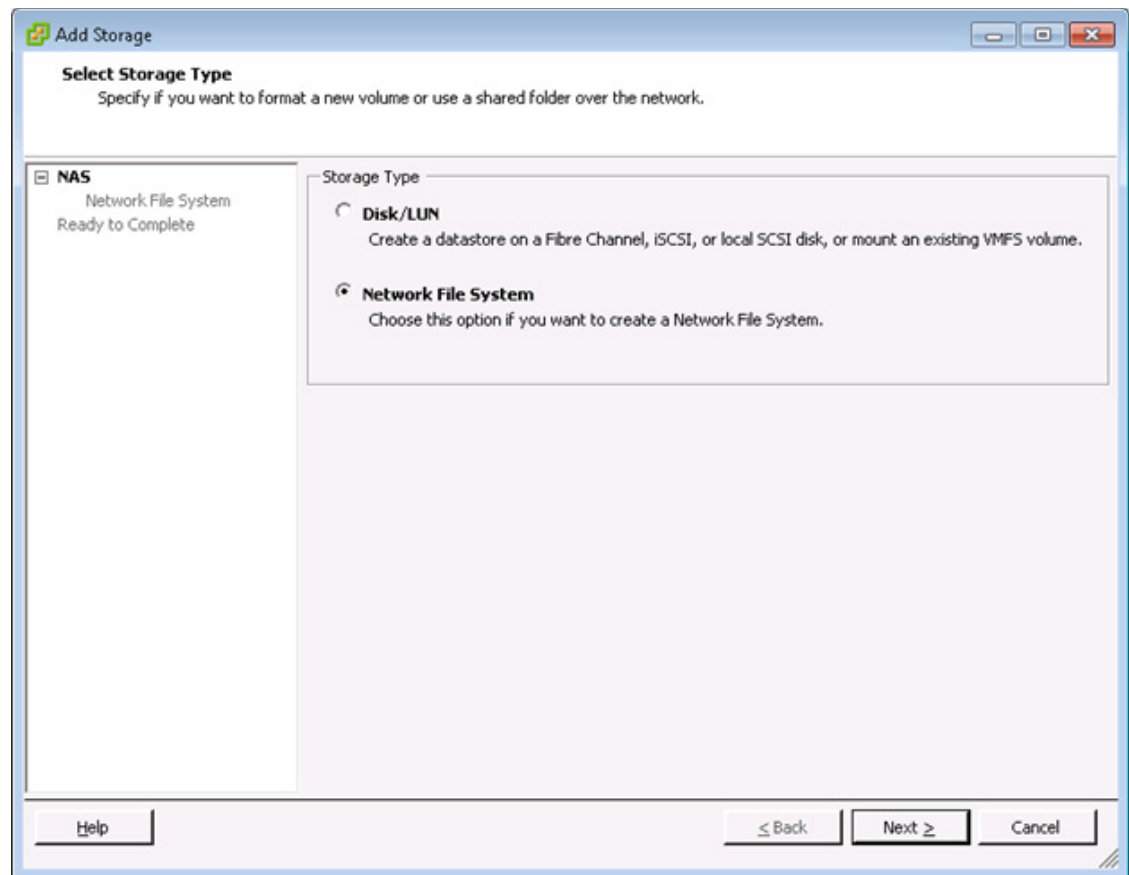 Add Storage
Select Storage Type
Specify if you want to format a new volume or use a shared folder over the network.
NAS
Network File System
Ready to Complete
Storage Type
Disk/LUN
Create a datastore on a Fibre Channel, iSCSI, or local SCSI disk, or mount an existing VMFS volume.
Network File System
Choose this option if you want to create a Network File System.
Help
< Back
Next >
Cancel